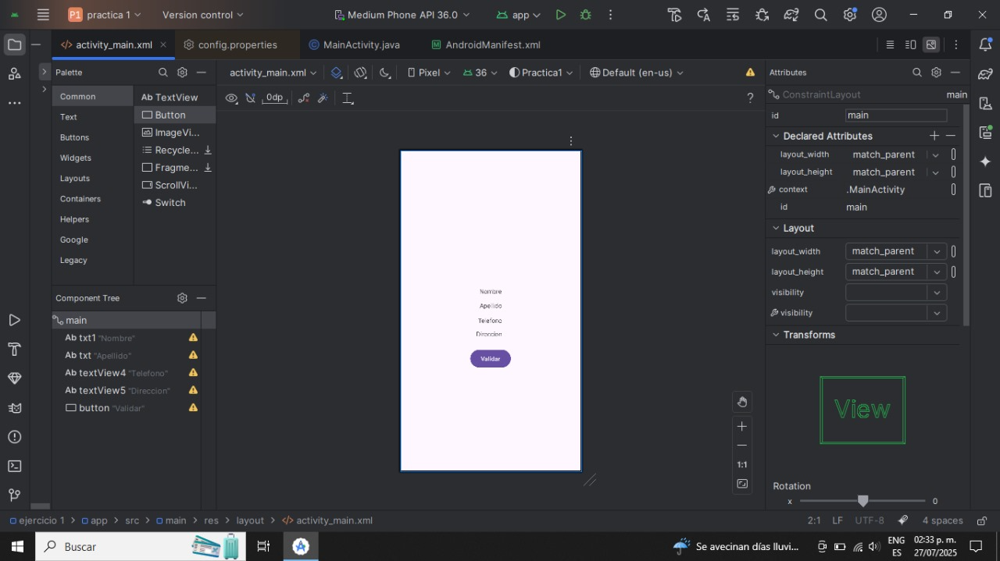 P1 practica 1 Version control Medium Phone API 36.0 app
activity_main.xml config.properties MainActivity.java AndroidManifest.xml
Palette
Common
Text
Buttons
Widgets
Layouts
Containers
Helpers
Google
Legacy
Ab TextView
Button
ImageVi...
Recycle...
Fragme...
ScrollVi...
Switch
activity_main.xml Pixel 36 Practica1 Default (en-us)
0dp ?
Nombre
Apellido
Telefono
Direccion
Validar
1:1
Component Tree
main
Ab txt1 "Nombre"
Ab txt "Apellido"
Ab textView4 "Telefono"
Ab textView5 "Direccion"
button "Validar"
Attributes
ConstraintLayout main
id main
Declared Attributes
layout_width match_parent
layout_height match_parent
context .MainActivity
id main
Layout
layout_width match_parent
layout_height match_parent
visibility
visibility
Transforms
View
Rotation
x 0
ejercicio 1 > app > src > main > res > layout > activity_main.xml 2:1 LF UTF-8 4 spaces
Buscar Se avecinan días lluvi... ENG 02:33 p. m.
ES 27/07/2025